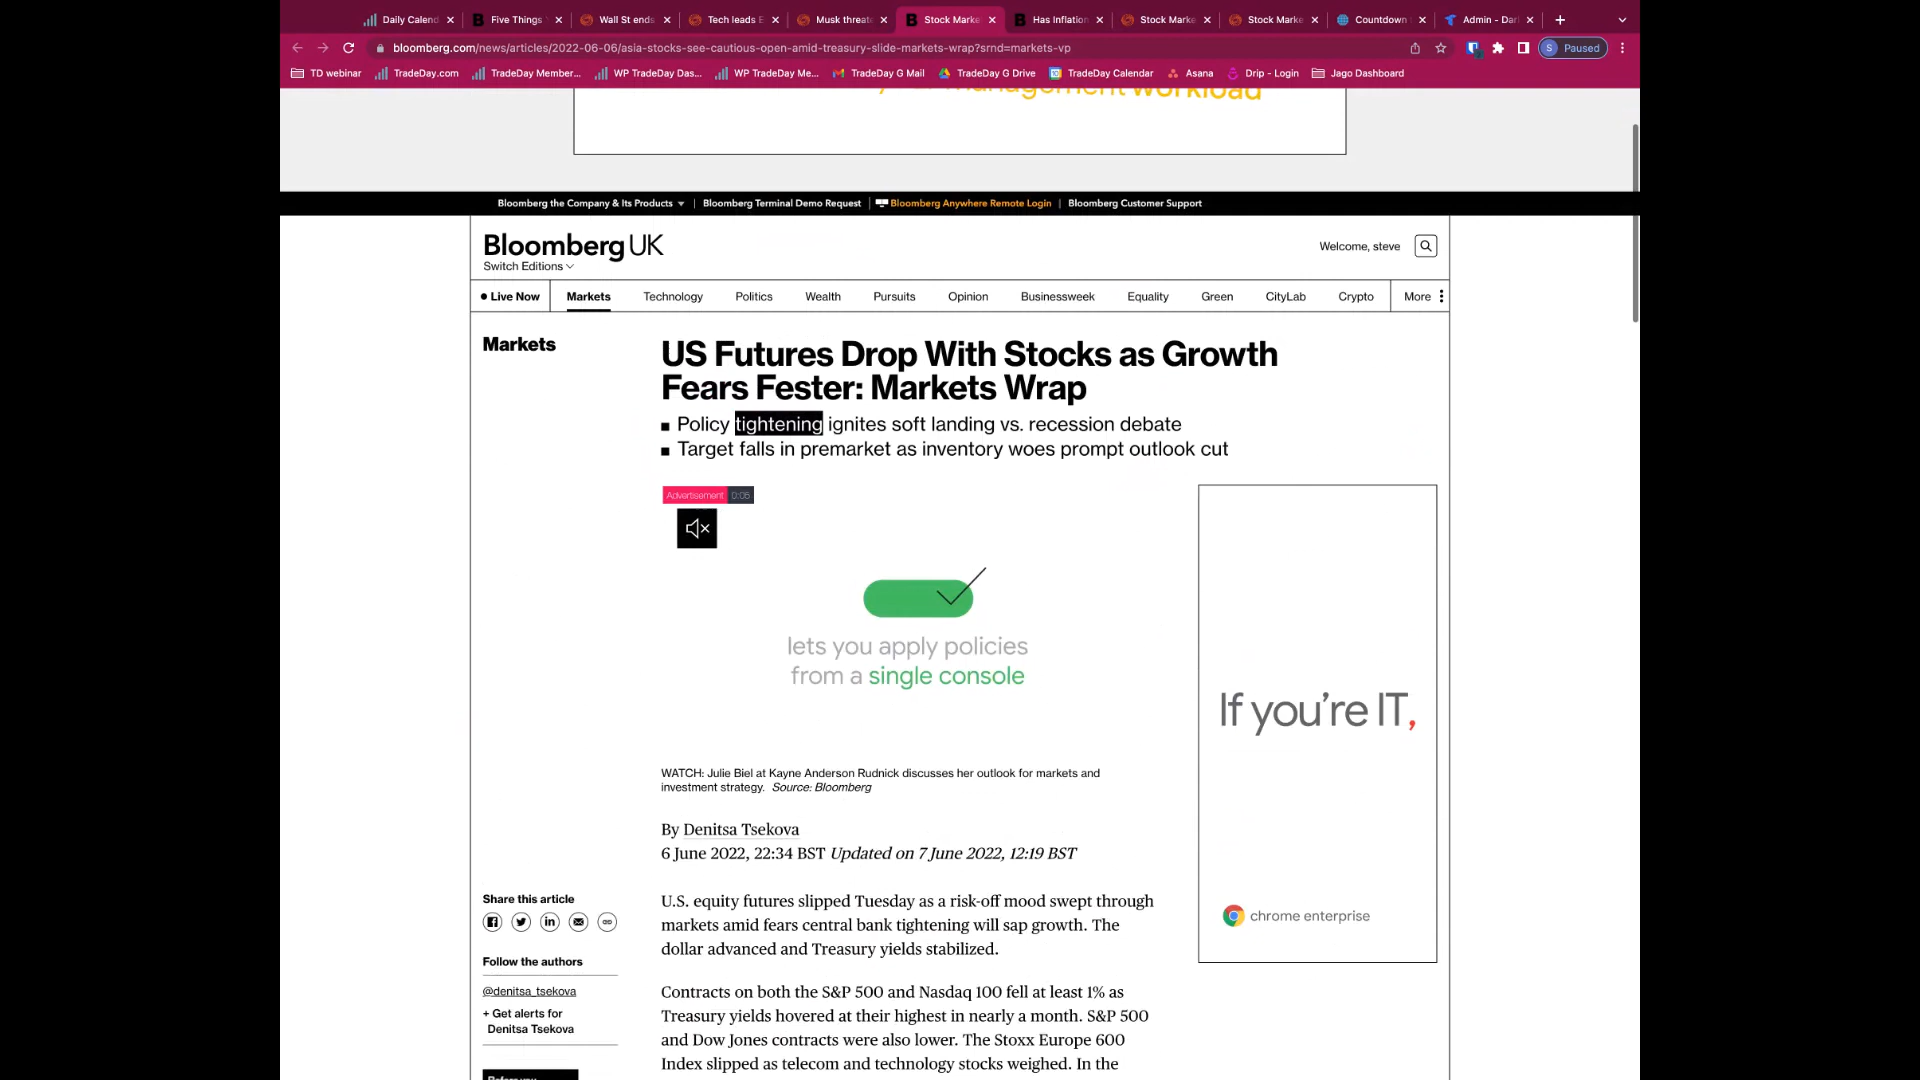 Daily Calend
Five Things
Wall St ends
Tech leads E
Musk threate
Stock Marke
Has Inflation
Stock Marke
Stock Marke
Countdown
Admin - Dar
bloomberg.com/news/articles/2022-06-06/asia-stocks-see-cautious-open-amid-treasury-slide-markets-wrap?srnd=markets-vp
S Paused
TD webinar
TradeDay.com
TradeDay Member...
WP TradeDay Das...
WP TradeDay Me...
TradeDay G Mail
TradeDay G Drive
TradeDay Calendar
Asana
Drip - Login
Jago Dashboard
management workload
Bloomberg the Company & Its Products
Bloomberg Terminal Demo Request
Bloomberg Anywhere Remote Login
Bloomberg Customer Support
Bloomberg UK
Switch Editions
Welcome, steve
Live Now
Markets
Technology
Politics
Wealth
Pursuits
Opinion
Businessweek
Equality
Green
CityLab
Crypto
More
Markets
US Futures Drop With Stocks as Growth
Fears Fester: Markets Wrap
Policy tightening ignites soft landing vs. recession debate
Target falls in premarket as inventory woes prompt outlook cut
Advertisement 0:06
lets you apply policies
from a single console
If you're IT,
chrome enterprise
WATCH: Julie Biel at Kayne Anderson Rudnick discusses her outlook for markets and
investment strategy. Source: Bloomberg
By Denitsa Tsekova
6 June 2022, 22:34 BST Updated on 7 June 2022, 12:19 BST
Share this article
Follow the authors
@denitsa_tsekova
+ Get alerts for
Denitsa Tsekova
Before you
U.S. equity futures slipped Tuesday as a risk-off mood swept through
markets amid fears central bank tightening will sap growth. The
dollar advanced and Treasury yields stabilized.
Contracts on both the S&P 500 and Nasdaq 100 fell at least 1% as
Treasury yields hovered at their highest in nearly a month. S&P 500
and Dow Jones contracts were also lower. The Stoxx Europe 600
Index slipped as telecom and technology stocks weighed. In the